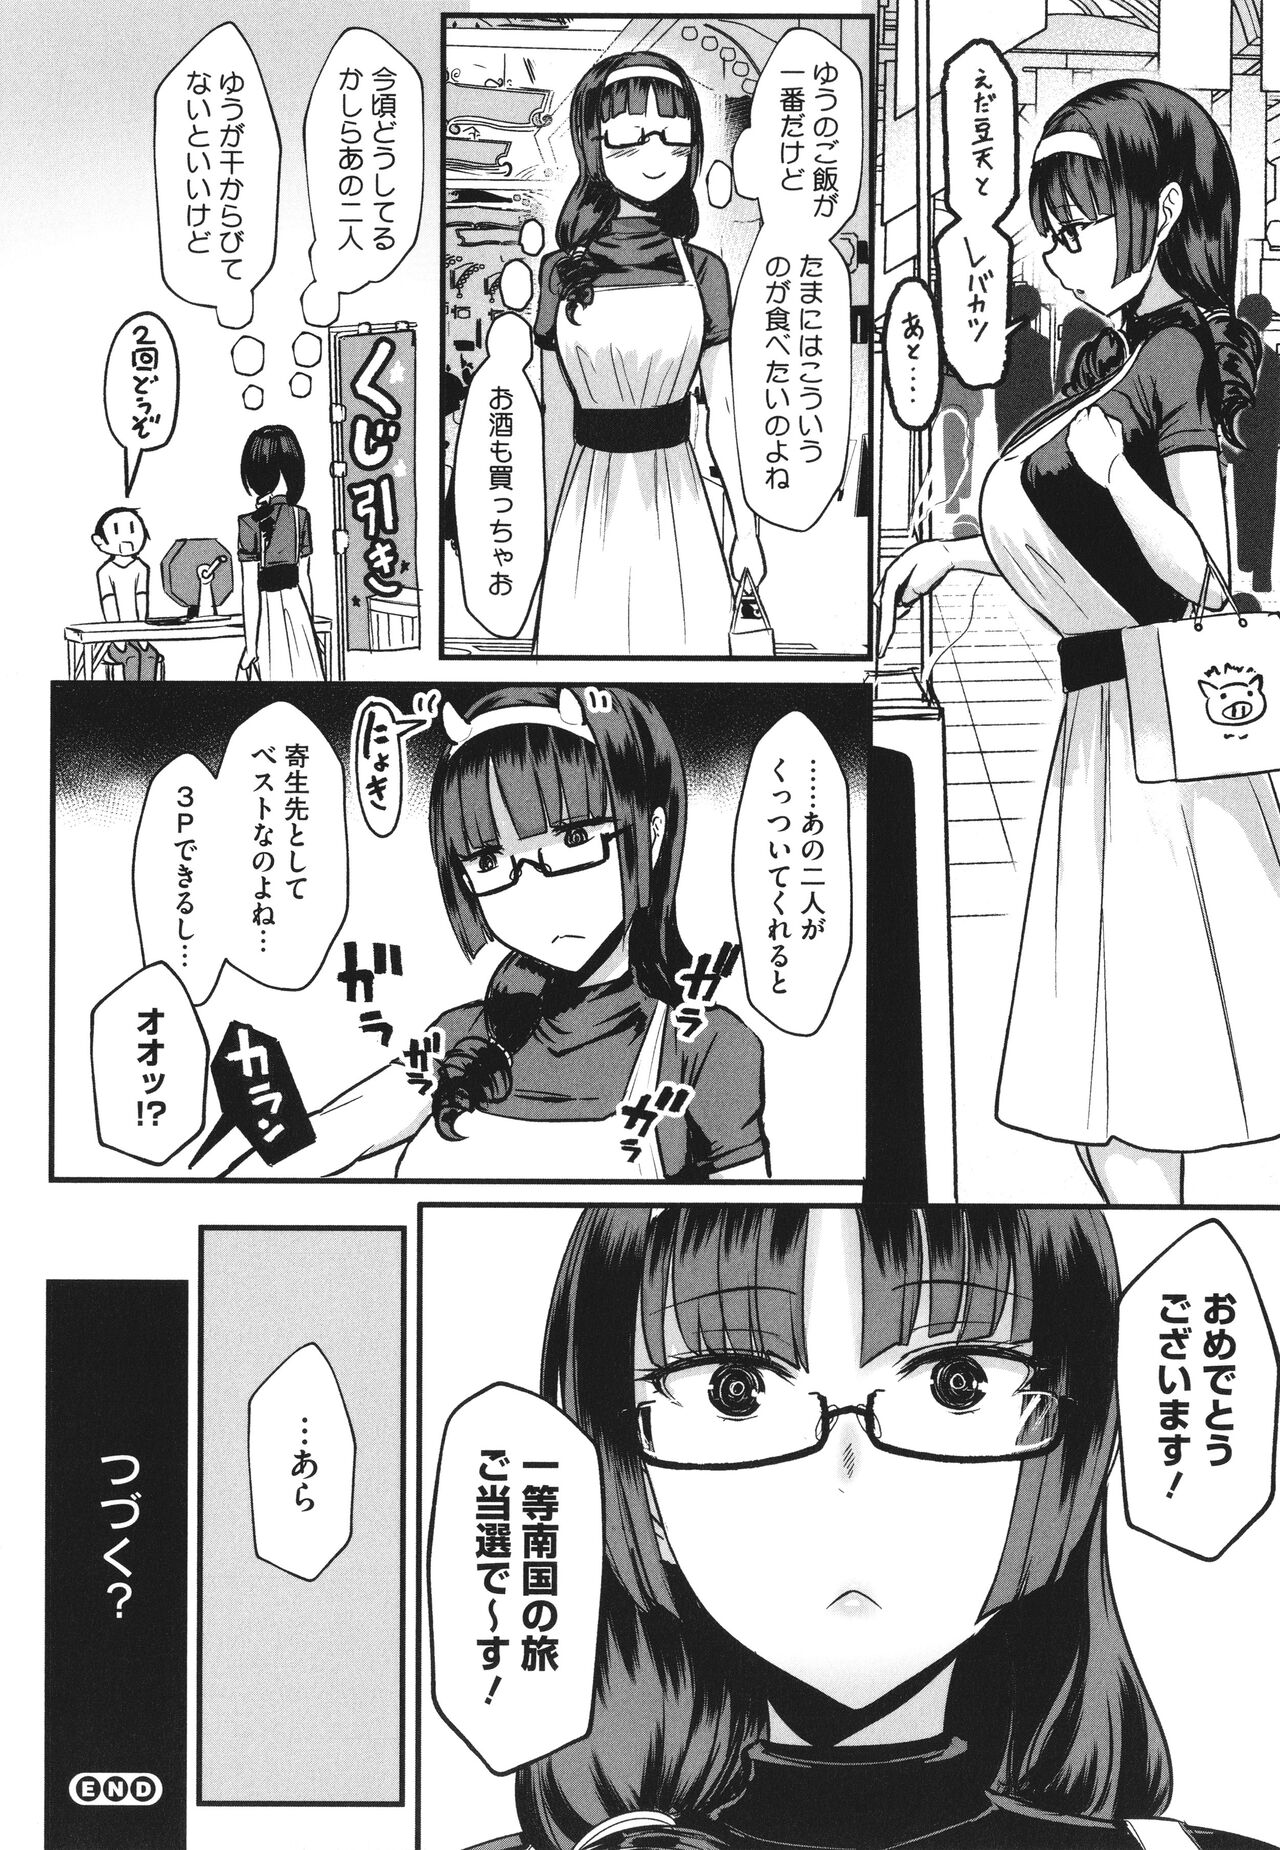 えだ豆天と
レバカツ
あと‥‥
ゆうのご飯が
一番だけど
たまにはこういう
のが食べたいのよね
お酒も買っちゃお
今頃どうしてる
かしらあの二人
ゆうが干からびて
ないといいけど
くじ引き
2回どうぞ
……あの二人が
くっついてくれると
にょき
寄生先として
ベストなのよね…
3Pできるし…
ガラ
ガラ
ガラ
ガラ
カラン
オオッ!?
おめでとう
ございます!
一等南国の旅
ご当選で〜す!
…あら
つづく?
END